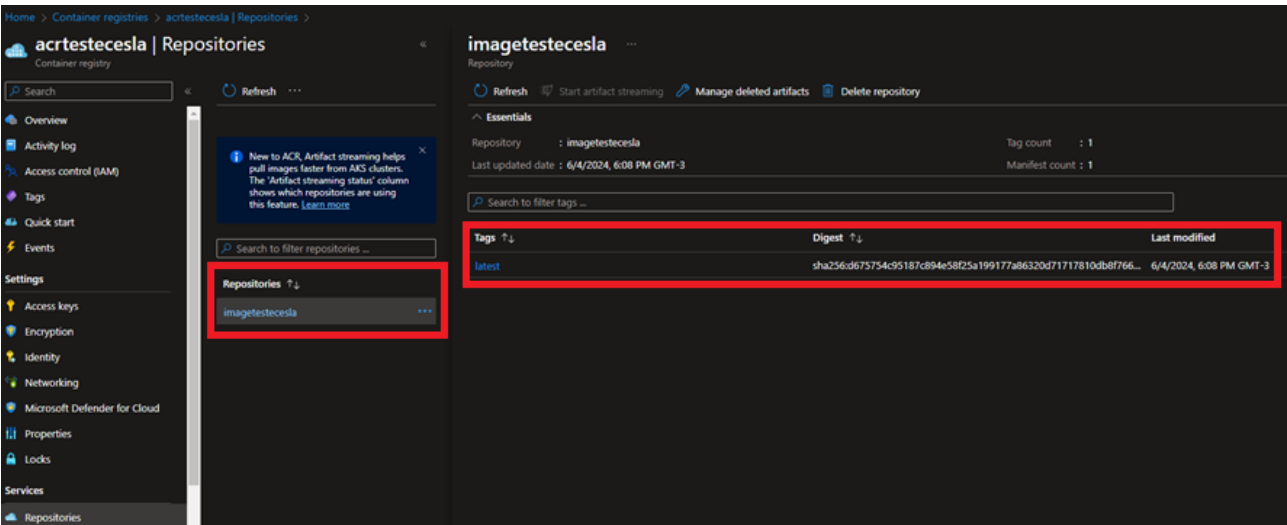 Home > Container registries > acrtestecesla | Repositories >
acrtestecesla | Repositories
Container registry
Search
Overview
Activity log
Access control (IAM)
Tags
Quick start
Events
Settings
Access keys
Encryption
Identity
Networking
Microsoft Defender for Cloud
Properties
Locks
Services
Repositories
Refresh
New to ACR, Artifact streaming helps
pull images faster from AKS clusters.
The 'Artifact streaming status' column
shows which repositories are using
this feature. Learn more
Search to filter repositories ...
Repositories ↑↓
imagetestecesla
imagetestecesla
Repository
Refresh Start artifact streaming Manage deleted artifacts Delete repository
Essentials
Repository : imagetestecesla Tag count : 1
Last updated date : 6/4/2024, 6:08 PM GMT-3 Manifest count : 1
Search to filter tags ...
Tags ↑↓ Digest ↑↓ Last modified
latest sha256:d675754c95187c894e58f25a199177a86320d71717810db8f766... 6/4/2024, 6:08 PM GMT-3